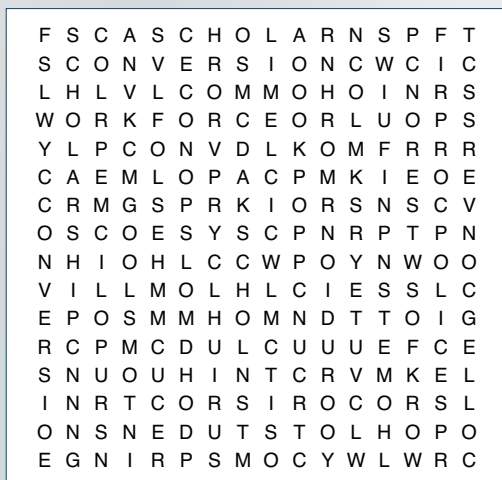 F S C A S C H O L A R N S P F T
S C O N V E R S I O N C W C I C
L H L V L C O M M O H O I N R S
W O R K F O R C E O R L U O P S
Y L P C O N V D L K O M F R R R
C A E M L O P A C P M K I E O E
C R M G S P R K I O R S N S C V
O S C O E S Y S C P N R P T P N
N H I O H L C C W P O Y N W O O
V I L L M O L H L C I E S S L C
E P O S M M H O M N D T T O I G
R C P M C D U L C U U U E F C E
S N U O U H I N T C R V M K E L
I N R T C O R S I R O C O R S L
O N S N E D U T S T O L H O P O
E G N I R P S M O C Y W L W R C